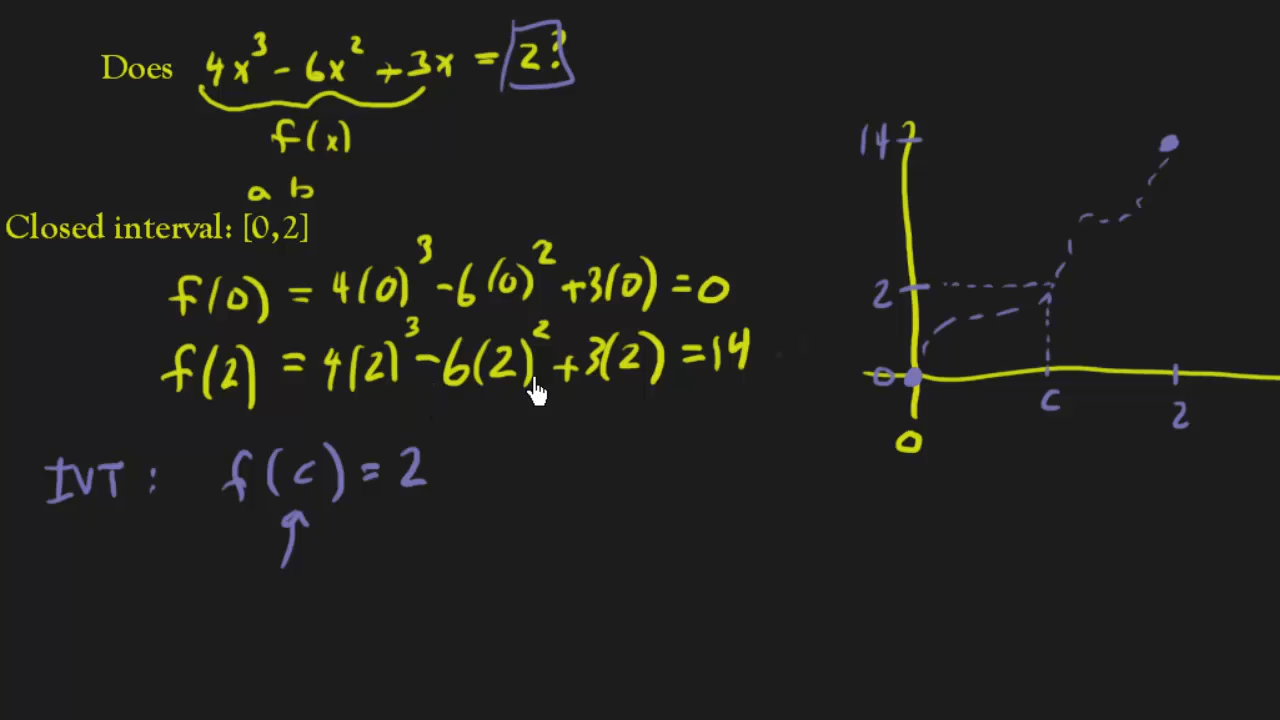 Does 4x³ - 6x² + 3x = 2?
f(x)
a b
Closed interval: [0,2]
f(0) = 4(0)³ - 6(0)² + 3(0) = 0
f(2) = 4(2)³ - 6(2)² + 3(2) = 14
IVT: f(c) = 2
14
2
0
c
2
0